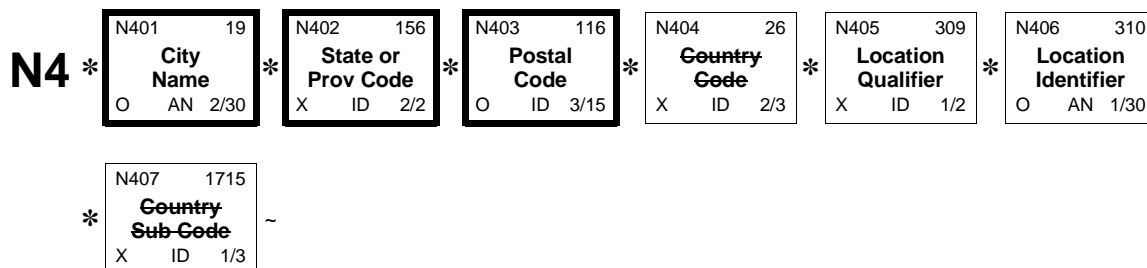 N401 19 N402 156 N403 116 N404 26 N405 309 N406 310
N4 * City Name * State or Prov Code * Postal Code * Country Code * Location Qualifier * Location Identifier
O AN 2/30 X ID 2/2 O ID 3/15 X ID 2/3 X ID 1/2 O AN 1/30
N407 1715
* Country Sub Code ~
X ID 1/3